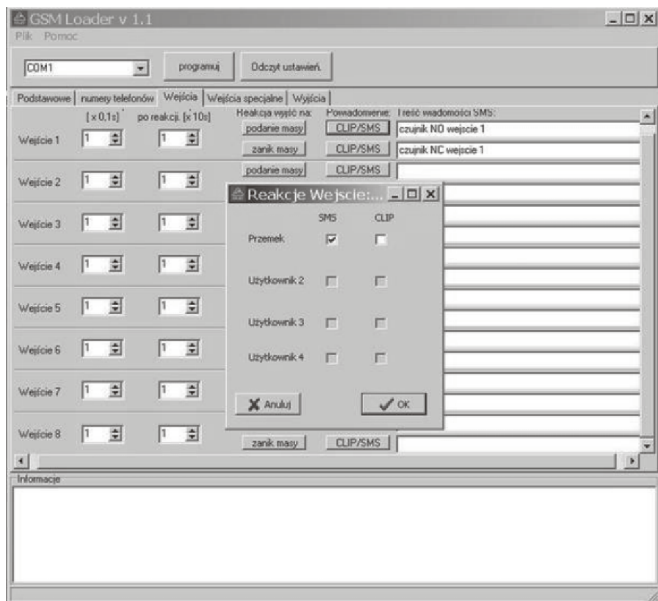 GSM Loader v 1.1
Plik Pomoc
COM1 programuj Odczyt ustawień.
Podstawowe numery telefonów Wejścia Wejścia specjalne Wyjścia
[ x 0,1s] po reakcji. [x 10s] Reakcja wyjść na: Powiadomienie: Treść wiadomości SMS:
Wejście 1 1 1 podanie masy CLIP/SMS czujnik NO wejscie 1
zanik masy CLIP/SMS czujnik NC wejscie 1
Wejście 2 1 1 podanie masy CLIP/SMS
Reakcje Wejscie:...
SMS CLIP
Wejście 3 1 1
Przemek
Wejście 4 1 1
Użytkownik 2
Wejście 5 1 1
Użytkownik 3
Wejście 6 1 1
Użytkownik 4
Wejście 7 1 1
Anuluj OK
Wejście 8 1 1
zanik masy CLIP/SMS
Informacje